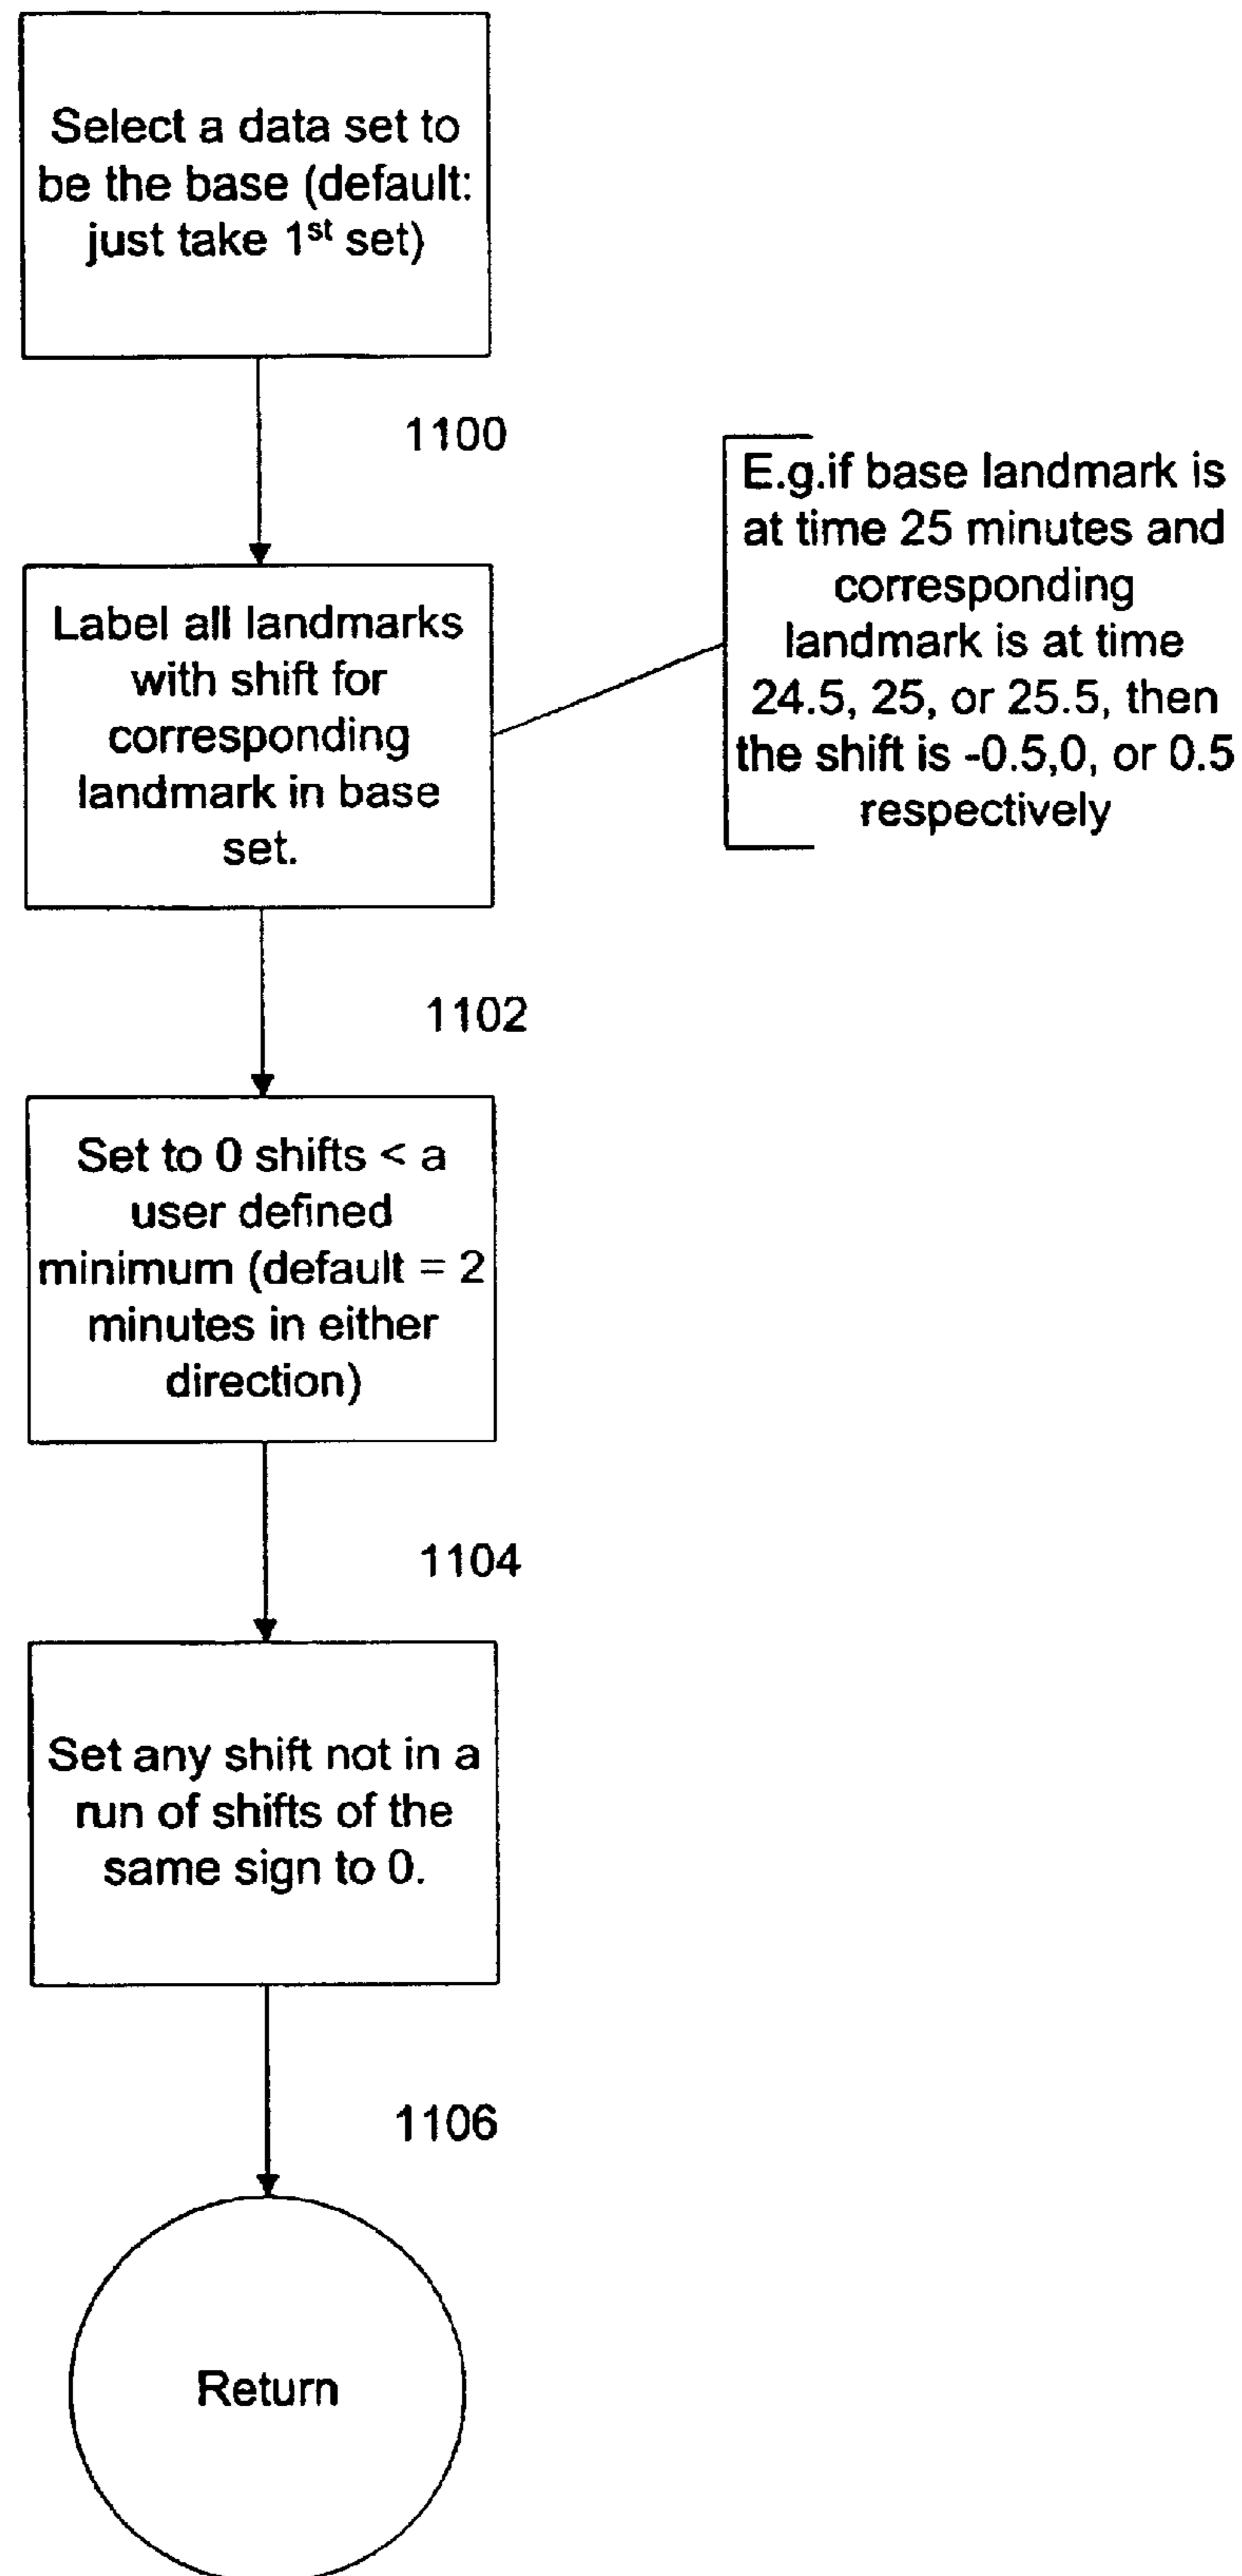 Select a data set to
be the base (default:
just take 1st set)
1100
E.g.if base landmark is
at time 25 minutes and
corresponding
landmark is at time
24.5, 25, or 25.5, then
the shift is -0.5,0, or 0.5
respectively
Label all landmarks
with shift for
corresponding
landmark in base
set.
1102
Set to 0 shifts < a
user defined
minimum (default = 2
minutes in either
direction)
1104
Set any shift not in a
run of shifts of the
same sign to 0.
1106
Return